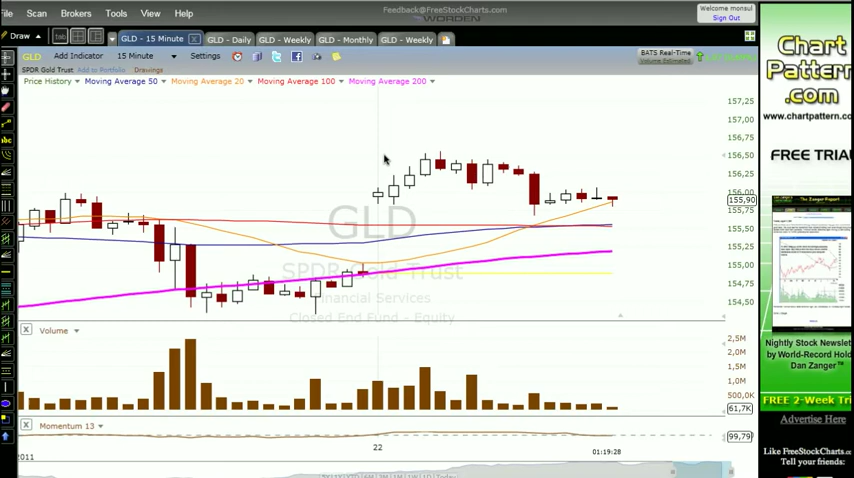 Scan Brokers Tools View Help
Feedback@FreeStockCharts.com
WORDEN
Welcome monsul
Sign Out
Draw
tab
GLD - 15 Minute X
GLD - Daily
GLD - Weekly
GLD - Monthly
GLD - Weekly
GLD
Add Indicator
15 Minute
Settings
BATS Real-Time
Volume Estimated
SPDR Gold Trust Add to Portfolio Drawings
Price History Moving Average 50 Moving Average 20 Moving Average 100 Moving Average 200
157,25
157,00
156,75
156,50
156,25
156,00
155,90
155,75
155,50
155,25
155,00
154,75
154,50
GLD
SPDR Gold Trust
Financial Services
Closed End Fund - Equity
abc
X Volume
2,5M
2,0M
1,5M
1,0M
500,0K
61,7K
X Momentum 13
99,79
2011
22
01:19:28
Today
Chart
Pattern
.com
www.chartpattern.com
FREE TRIA
Nightly Stock Newslet
by World-Record Hol
Dan Zanger™
FREE 2-Week Tri
Advertise Here
Like FreeStockCharts.co
Tell your friends.